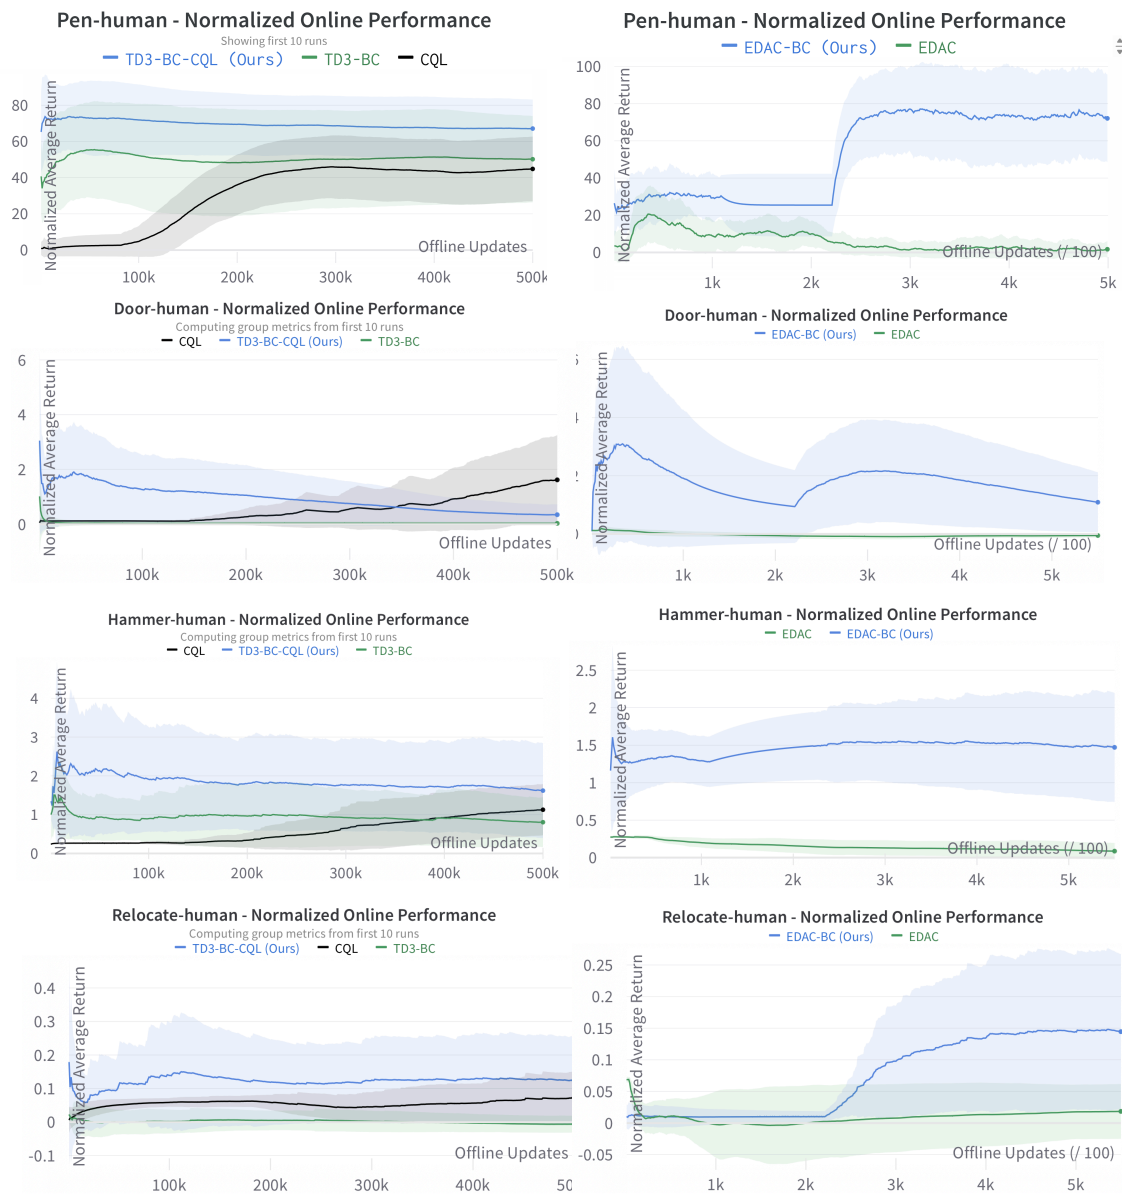 Pen-human - Normalized Online Performance
Showing first 10 runs
TD3-BC-CQL (Ours) TD3-BC CQL
Normalized Average Return
80
60
40
20
0
Offline Updates
100k 200k 300k 400k 500k
Pen-human - Normalized Online Performance
EDAC-BC (Ours) EDAC
Normalized Average Return
100
80
60
40
20
0
Offline Updates (/ 100)
1k 2k 3k 4k 5k
Door-human - Normalized Online Performance
Computing group metrics from first 10 runs
CQL TD3-BC-CQL (Ours) TD3-BC
Normalized Average Return
6
4
2
0
Offline Updates
100k 200k 300k 400k 500k
Door-human - Normalized Online Performance
EDAC-BC (Ours) EDAC
Normalized Average Return
4
2
Offline Updates (/ 100)
1k 2k 3k 4k 5k
Hammer-human - Normalized Online Performance
Computing group metrics from first 10 runs
CQL TD3-BC-CQL (Ours) TD3-BC
Normalized Average Return
4
3
2
1
0
Offline Updates
100k 200k 300k 400k 500k
Hammer-human - Normalized Online Performance
EDAC EDAC-BC (Ours)
Normalized Average Return
2.5
2
1.5
1
0.5
0
Offline Updates (/ 100)
1k 2k 3k 4k 5k
Relocate-human - Normalized Online Performance
Computing group metrics from first 10 runs
TD3-BC-CQL (Ours) CQL TD3-BC
Normalized Average Return
0.4
0.3
0.2
0.1
0
-0.1
Offline Updates
100k 200k 300k 400k 500k
Relocate-human - Normalized Online Performance
EDAC-BC (Ours) EDAC
Normalized Average Return
0.25
0.2
0.15
0.1
0.05
0
-0.05
Offline Updates (/ 100)
1k 2k 3k 4k 5k